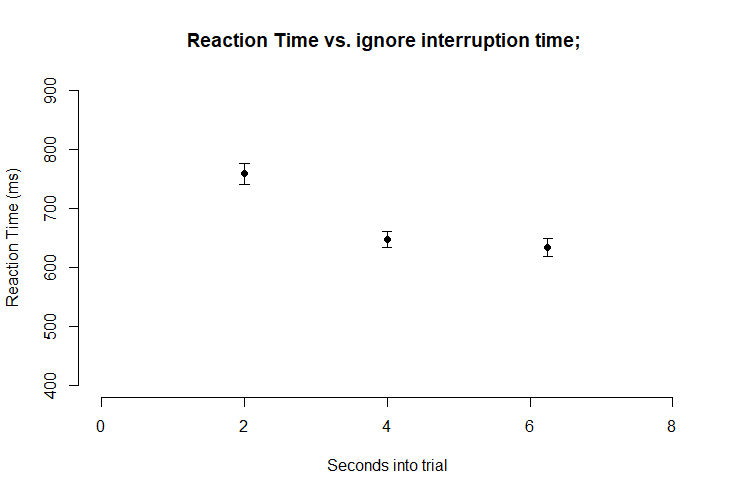 Reaction Time vs. ignore interruption time;
Reaction Time (ms)
900
800
700
600
500
400
0 2 4 6 8
Seconds into trial